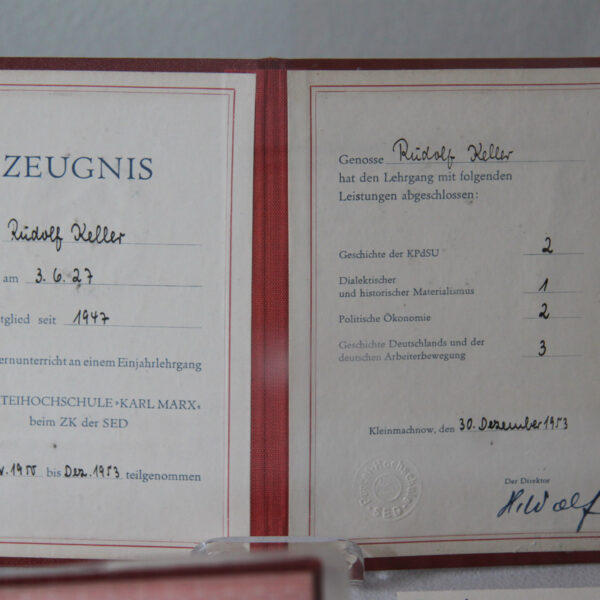 ZEUGNIS
Rudolf Keller
am 3. 6. 27
tglied seit 1947
ernunterricht an einem Einjahrlehrgang
TEIHOCHSCHULE »KARL MARX«
beim ZK der SED
bis Dez. 1953 teilgenommen
Genosse Rudolf Keller
hat den Lehrgang mit folgenden
Leistungen abgeschlossen:
Geschichte der KPdSU 2
Dialektischer
und historischer Materialismus 1
Politische Ökonomie 2
Geschichte Deutschlands und der
deutschen Arbeiterbewegung 3
Kleinmachnow, den 30. Dezember 1953
Der Direktor
SED